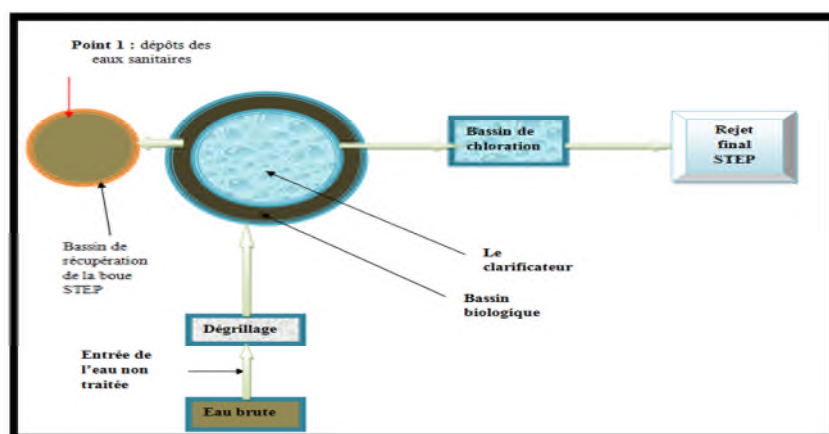 Point 1 : dépôts des
eaux sanitaires
Bassin de
chloration
Rejet
final
STEP
Bassin de
récupération
de la boue
STEP
Le
clarificateur
Bassin
biologique
Dégrillage
Entrée de
l'eau non
traitée
Eau brute